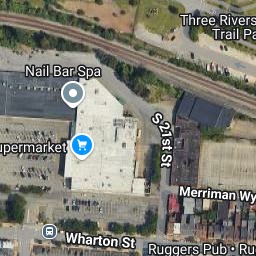 Three Rivers
Trail Pa
Nail Bar Spa
S 21st St
upermarket
Merriman Wy
Wharton St
Ruggers Pub • Ru